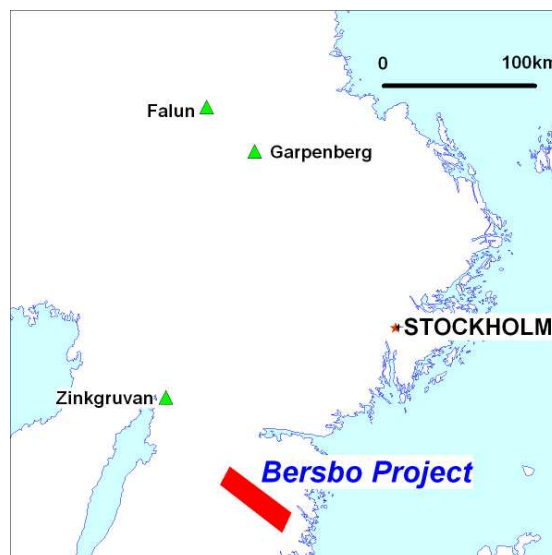 0 100km
Falun
Garpenberg
STOCKHOLM
Zinkgruvan
Bersbo Project